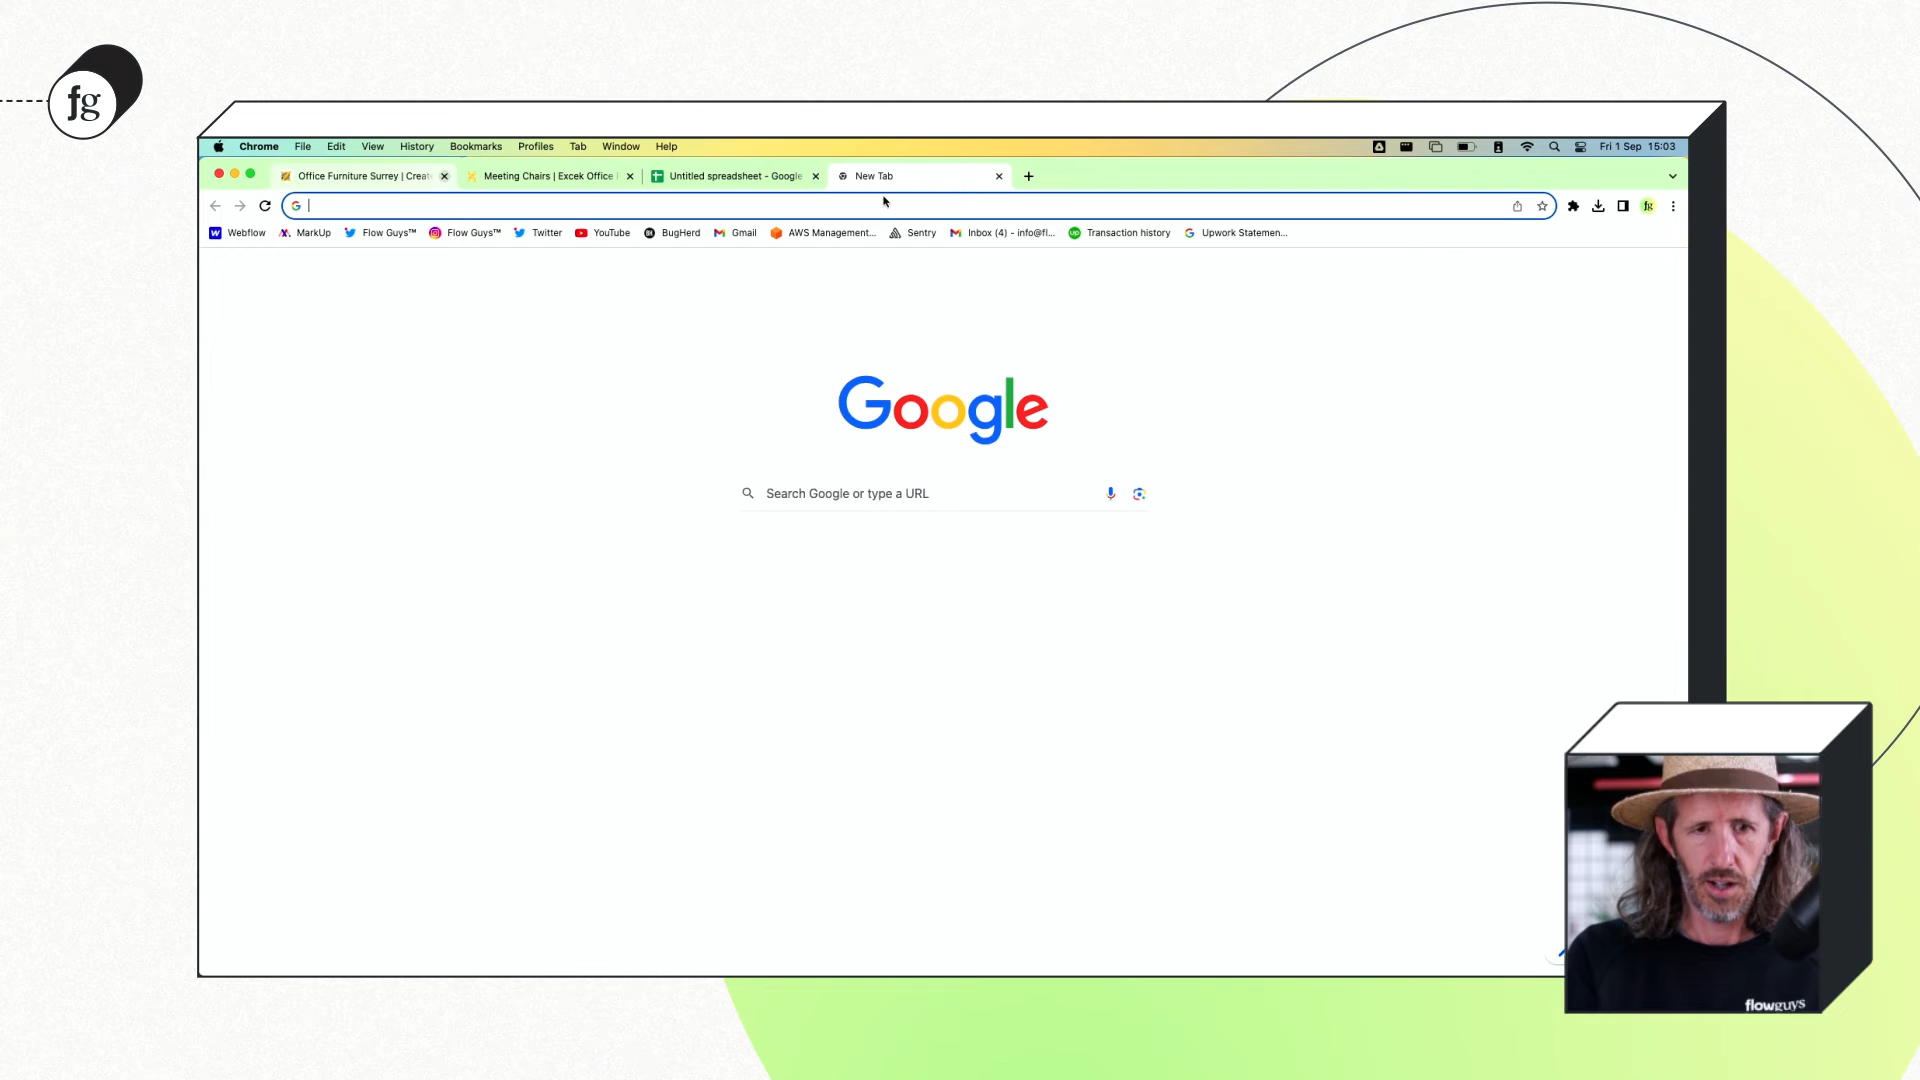 fg
Chrome File Edit View History Bookmarks Profiles Tab Window Help Fri 1 Sep 15:03
Office Furniture Surrey | Creat Meeting Chairs | Excek Office Untitled spreadsheet - Google New Tab
fg
Webflow MarkUp Flow Guys™ Flow Guys™ Twitter YouTube BugHerd Gmail AWS Management... Sentry Inbox (4) - info@fl... Transaction history Upwork Statemen...
Google
Search Google or type a URL
flowguys